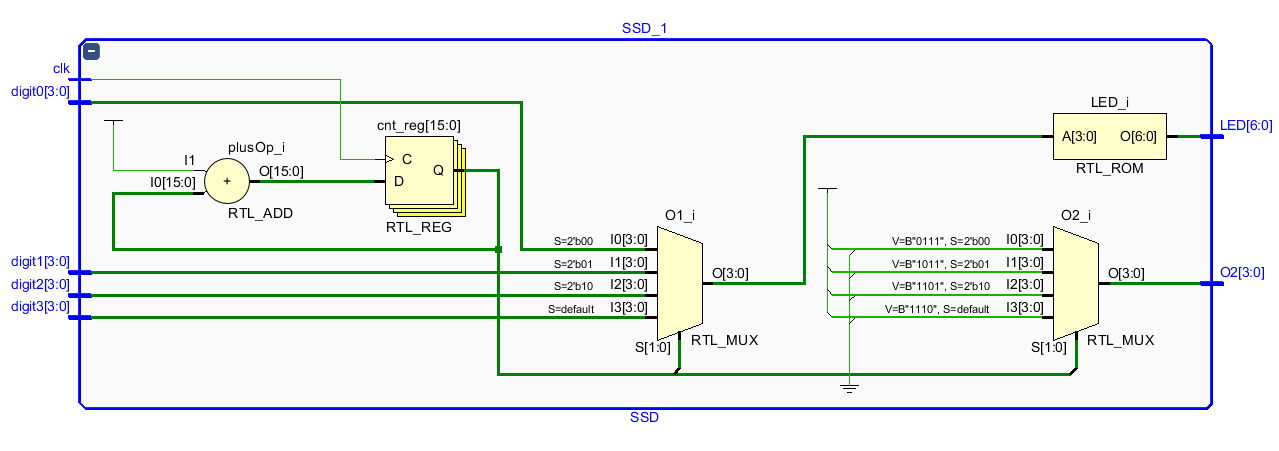 SSD_1
clk
digit0[3:0]
digit1[3:0]
digit2[3:0]
digit3[3:0]
plusOp_i
I1
I0[15:0]
+
O[15:0]
RTL_ADD
cnt_reg[15:0]
C
D
Q
RTL_REG
O1_i
S=2'b00 I0[3:0]
S=2'b01 I1[3:0]
S=2'b10 I2[3:0]
S=default I3[3:0]
S[1:0]
O[3:0]
RTL_MUX
LED_i
A[3:0] O[6:0]
RTL_ROM
O2_i
V=B"0111", S=2'b00 I0[3:0]
V=B"1011", S=2'b01 I1[3:0]
V=B"1101", S=2'b10 I2[3:0]
V=B"1110", S=default I3[3:0]
S[1:0]
O[3:0]
RTL_MUX
LED[6:0]
O2[3:0]
SSD